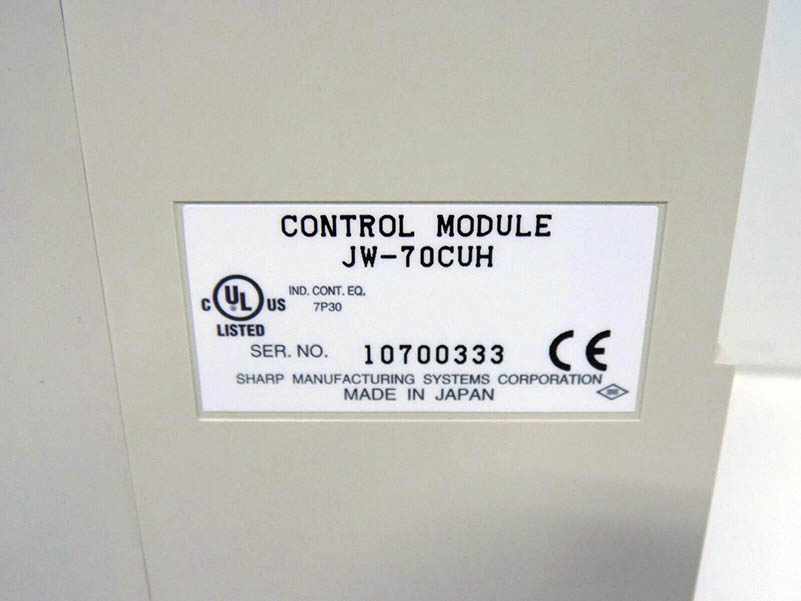 CONTROL MODULE
JW-70CUH
C UL US
LISTED
IND. CONT. EQ.
7P30
SER. NO. 10700333 CE
SHARP MANUFACTURING SYSTEMS CORPORATION
MADE IN JAPAN